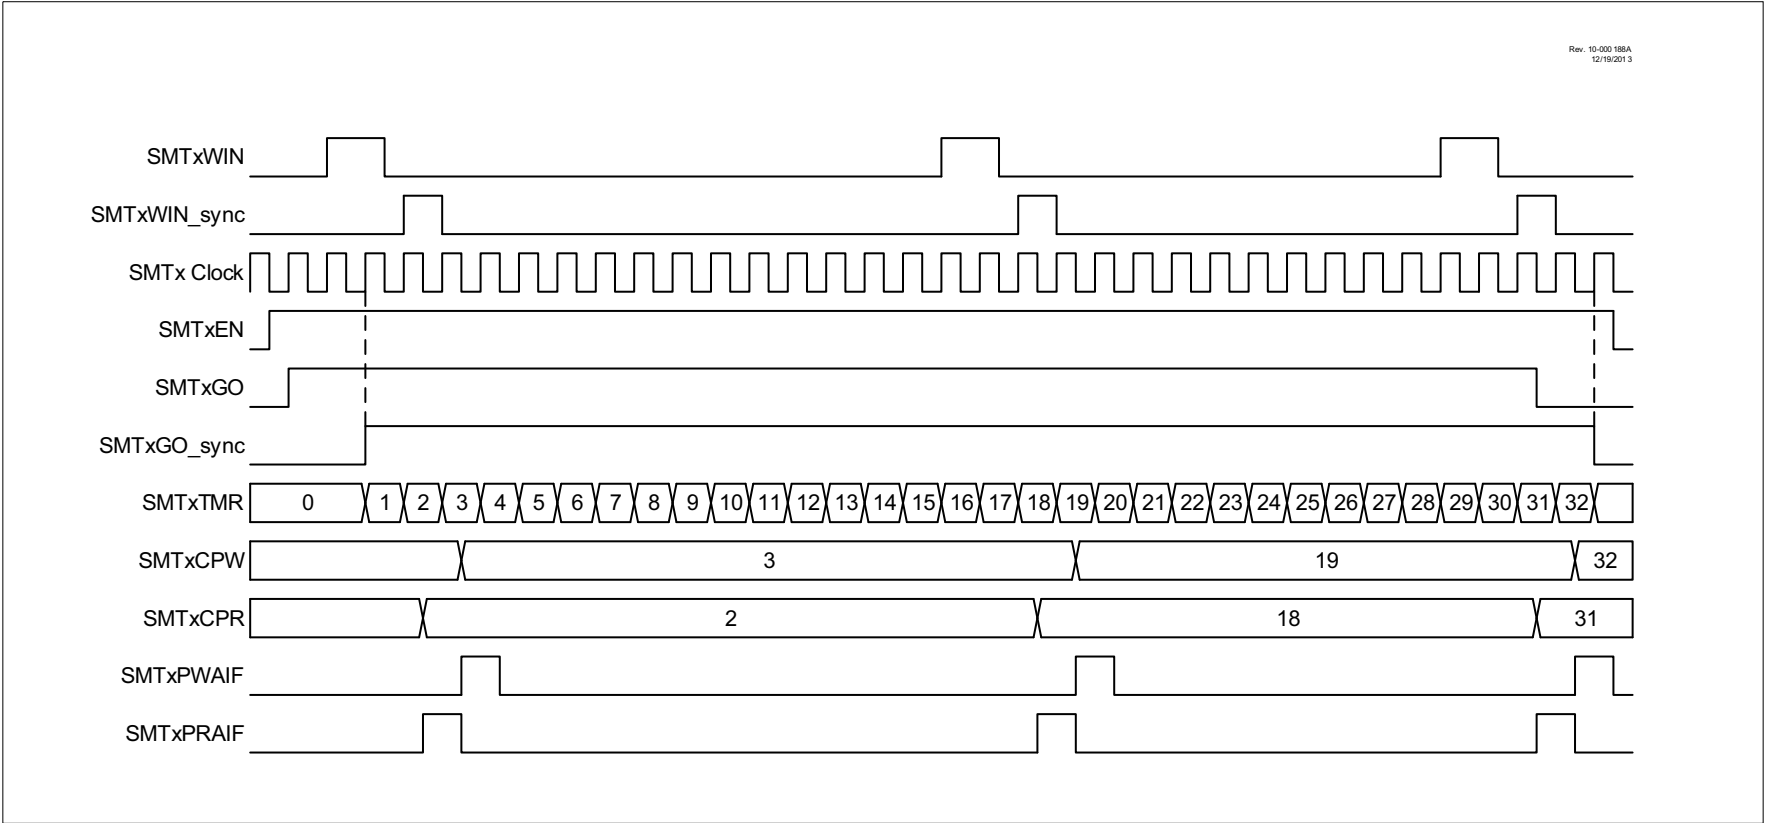 Rev. 10-000 188A
12/19/201 3
SMTxWIN
SMTxWIN_sync
SMTx Clock
SMTxEN
SMTxGO
SMTxGO_sync
SMTxTMR 0 1 2 3 4 5 6 7 8 9 10 11 12 13 14 15 16 17 18 19 20 21 22 23 24 25 26 27 28 29 30 31 32
SMTxCPW 3 19 32
SMTxCPR 2 18 31
SMTxPWAIF
SMTxPRAIF